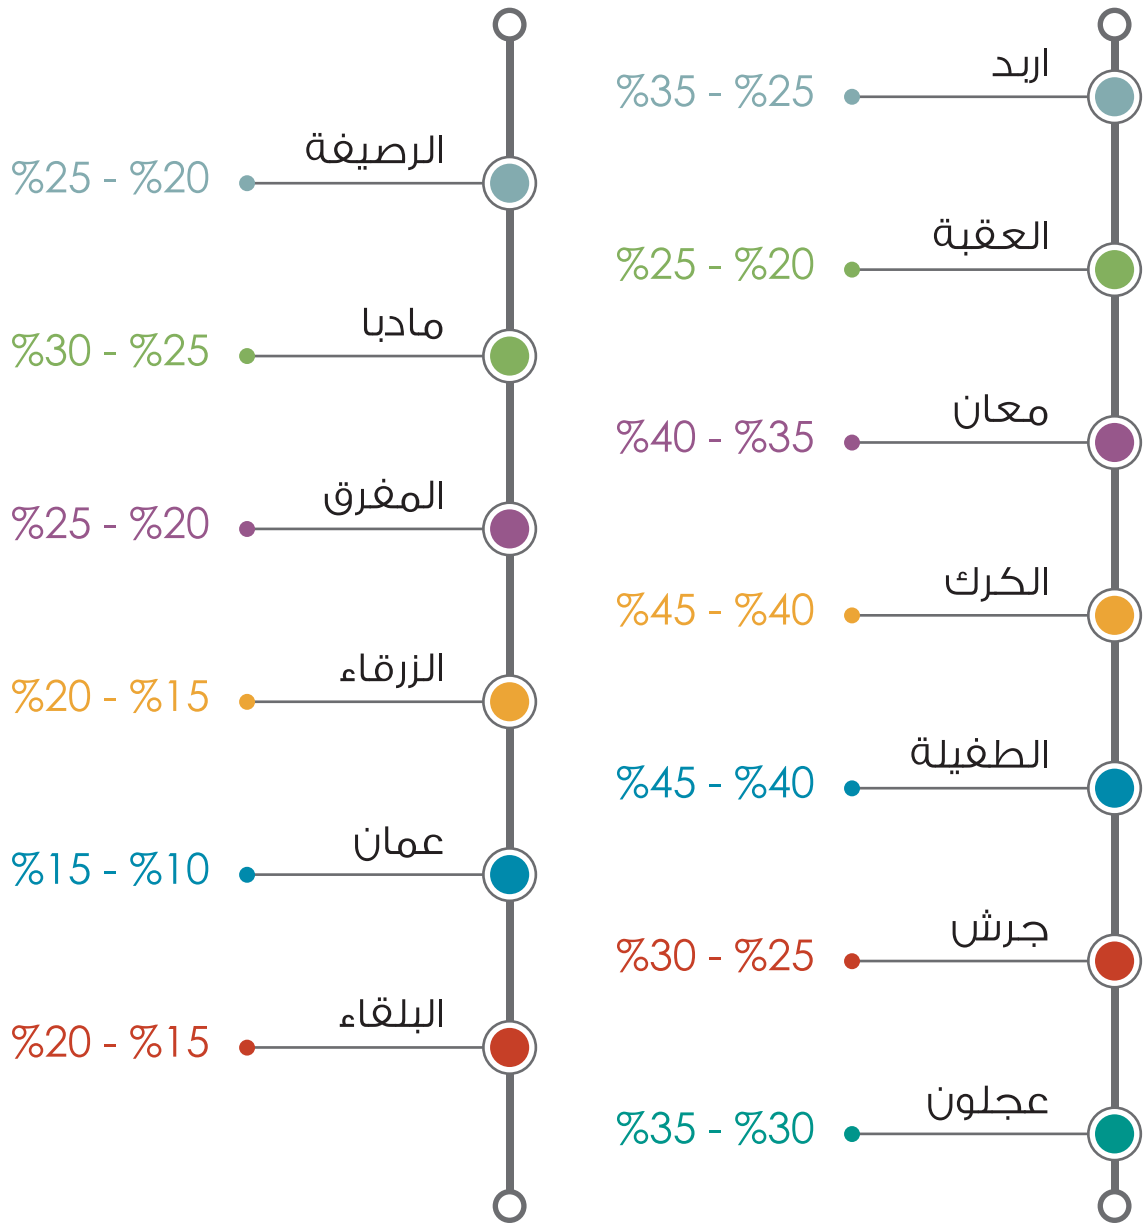 اربد
%25 - %35
العقبة
%20 - %25
معان
%35 - %40
الكرك
%40 - %45
الطفيلة
%40 - %45
جرش
%25 - %30
عجلون
%30 - %35
الرصيفة
%20 - %25
مادبا
%25 - %30
المفرق
%20 - %25
الزرقاء
%15 - %20
عمان
%10 - %15
البلقاء
%15 - %20